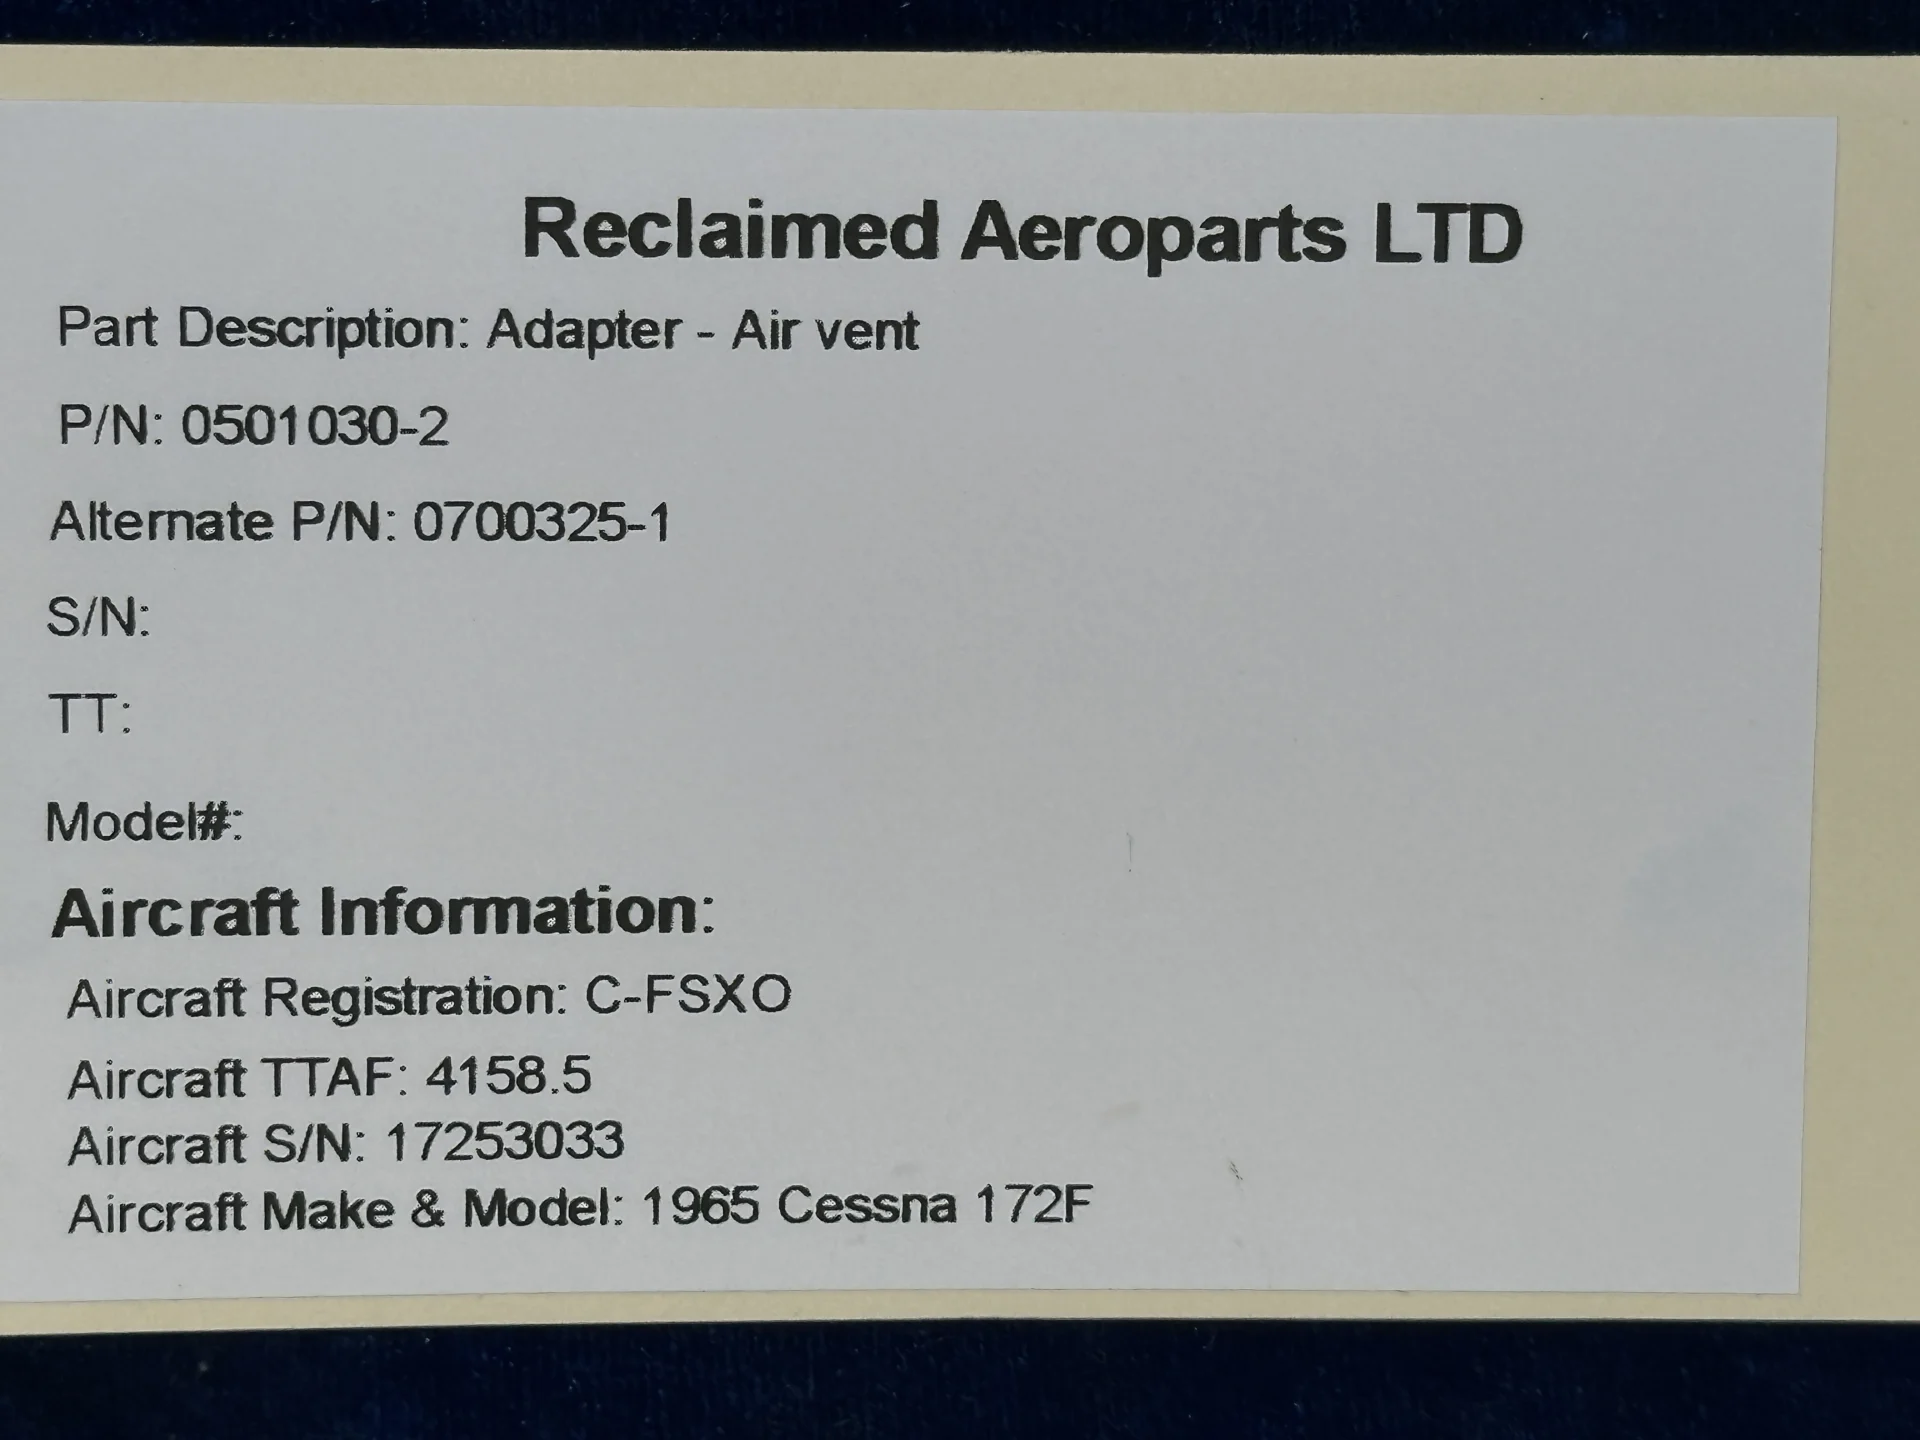 Reclaimed Aeroparts LTD
Part Description: Adapter - Air vent
P/N: 0501030-2
Alternate P/N: 0700325-1
S/N:
TT:
Model#:
Aircraft Information:
Aircraft Registration: C-FSXO
Aircraft TTAF: 4158.5
Aircraft S/N: 17253033
Aircraft Make & Model: 1965 Cessna 172F